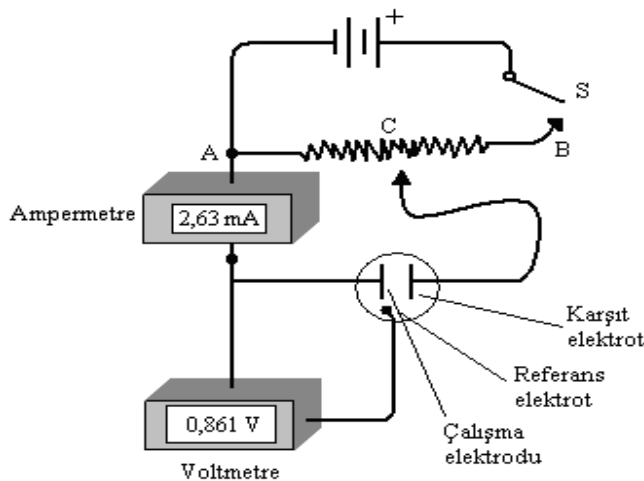 +
S
C
A
B
Ampermetre
2,63 mA
Karşıt
elektrot
Referans
elektrot
0,861 V
Çalışma
elektrodu
Voltmetre